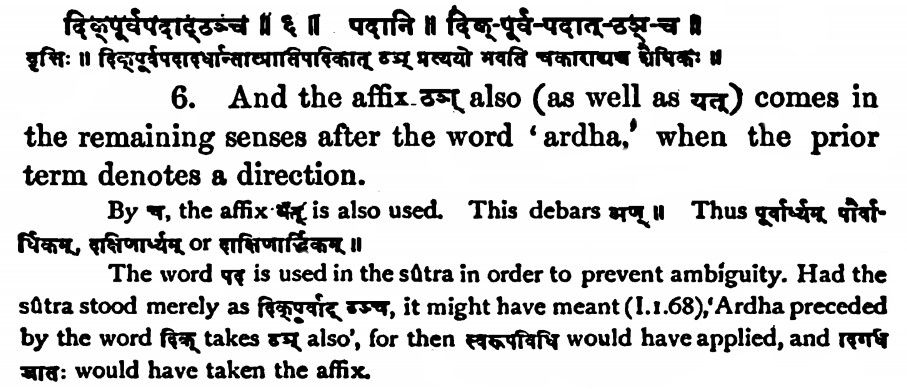 दिक्पूर्वपदाट्ठञ्च ॥ ६ ॥ पदानि ॥ दिक्-पूर्व-पदात्-ठञ्-च ॥
वृत्तिः ॥ दिक्पूर्वपदादर्धान्तात्प्रातिपदिकात् ठञ् प्रत्ययो भवति चकाराद्यच्च शैषिकः ॥
6. And the affix ठञ् also (as well as यत्) comes in
the remaining senses after the word ‘ardha,’ when the prior
term denotes a direction.
By च, the affix यत् is also used. This debars अण् ॥ Thus पूर्वार्ध्यम् पौर्वा-
र्धिकम्, दक्षिणार्ध्यम् or दाक्षिणार्द्धिकम् ॥
The word पद is used in the sûtra in order to prevent ambiguity. Had the
sûtra stood merely as दिक्पूर्वाद् ठञ्च, it might have meant (I.1.68),‘Ardha preceded
by the word दिक् takes ठञ् also’, for then स्वरूपविधि would have applied, and
would have taken the affix.